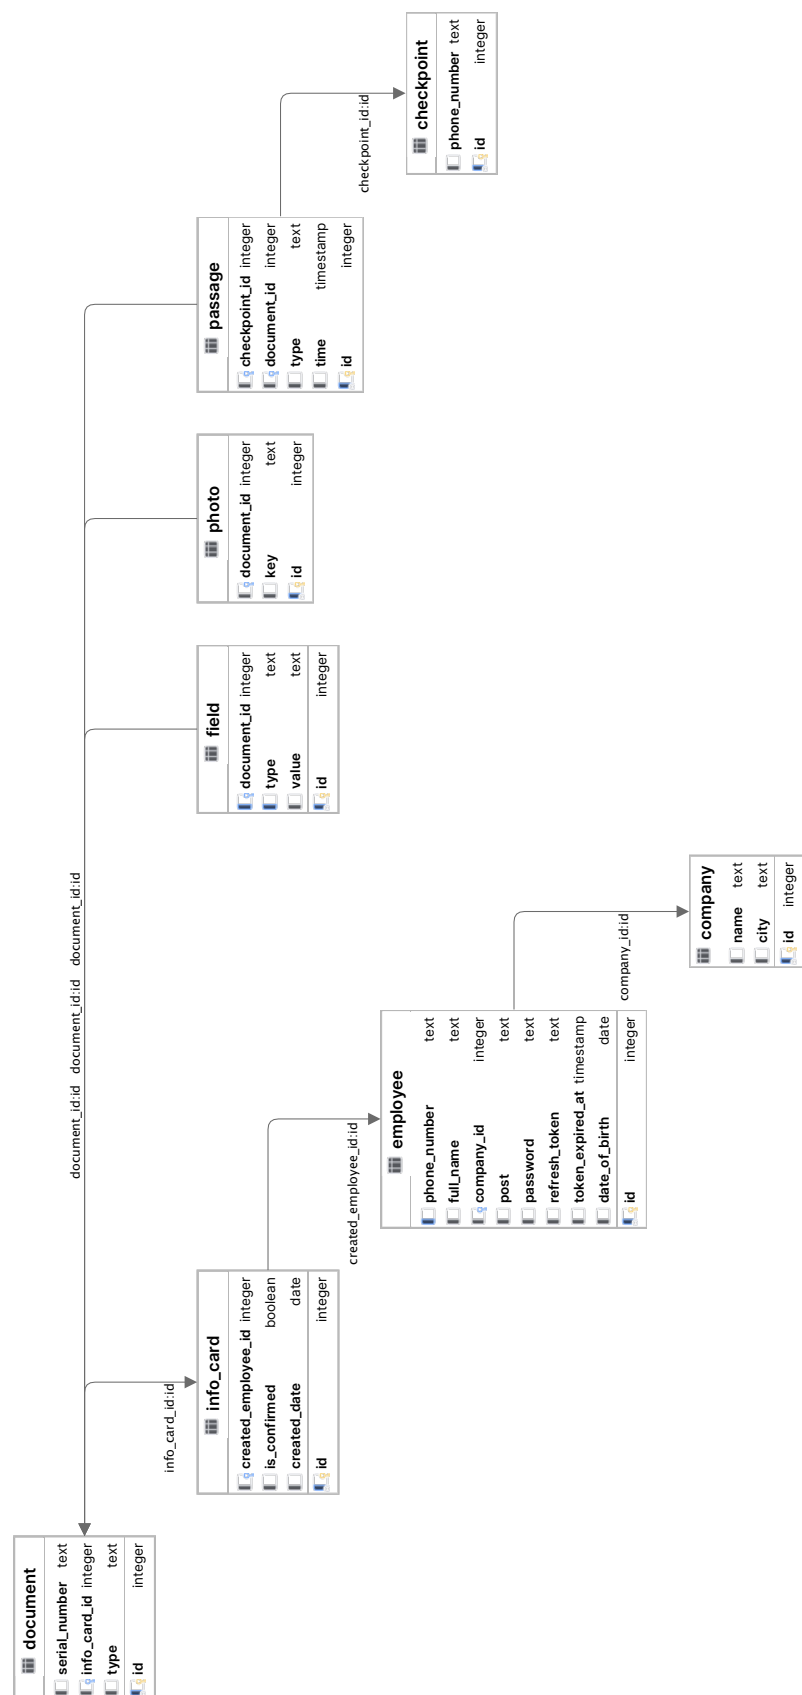 checkpoint
phone_number text
id integer
checkpoint_id:id
passage
checkpoint_id integer
document_id integer
type text
time timestamp
id integer
photo
document_id integer
key text
id integer
field
document_id integer
type text
value text
id integer
document_id:id document_id:id document_id:id
company
name text
city text
id integer
company_id:id
employee
phone_number text
full_name text
company_id integer
post text
password text
refresh_token text
token_expired_at timestamp
date_of_birth date
id integer
created_employee_id:id
info_card
created_employee_id integer
is_confirmed boolean
created_date date
id integer
info_card_id:id
document
serial_number text
info_card_id integer
type text
id integer